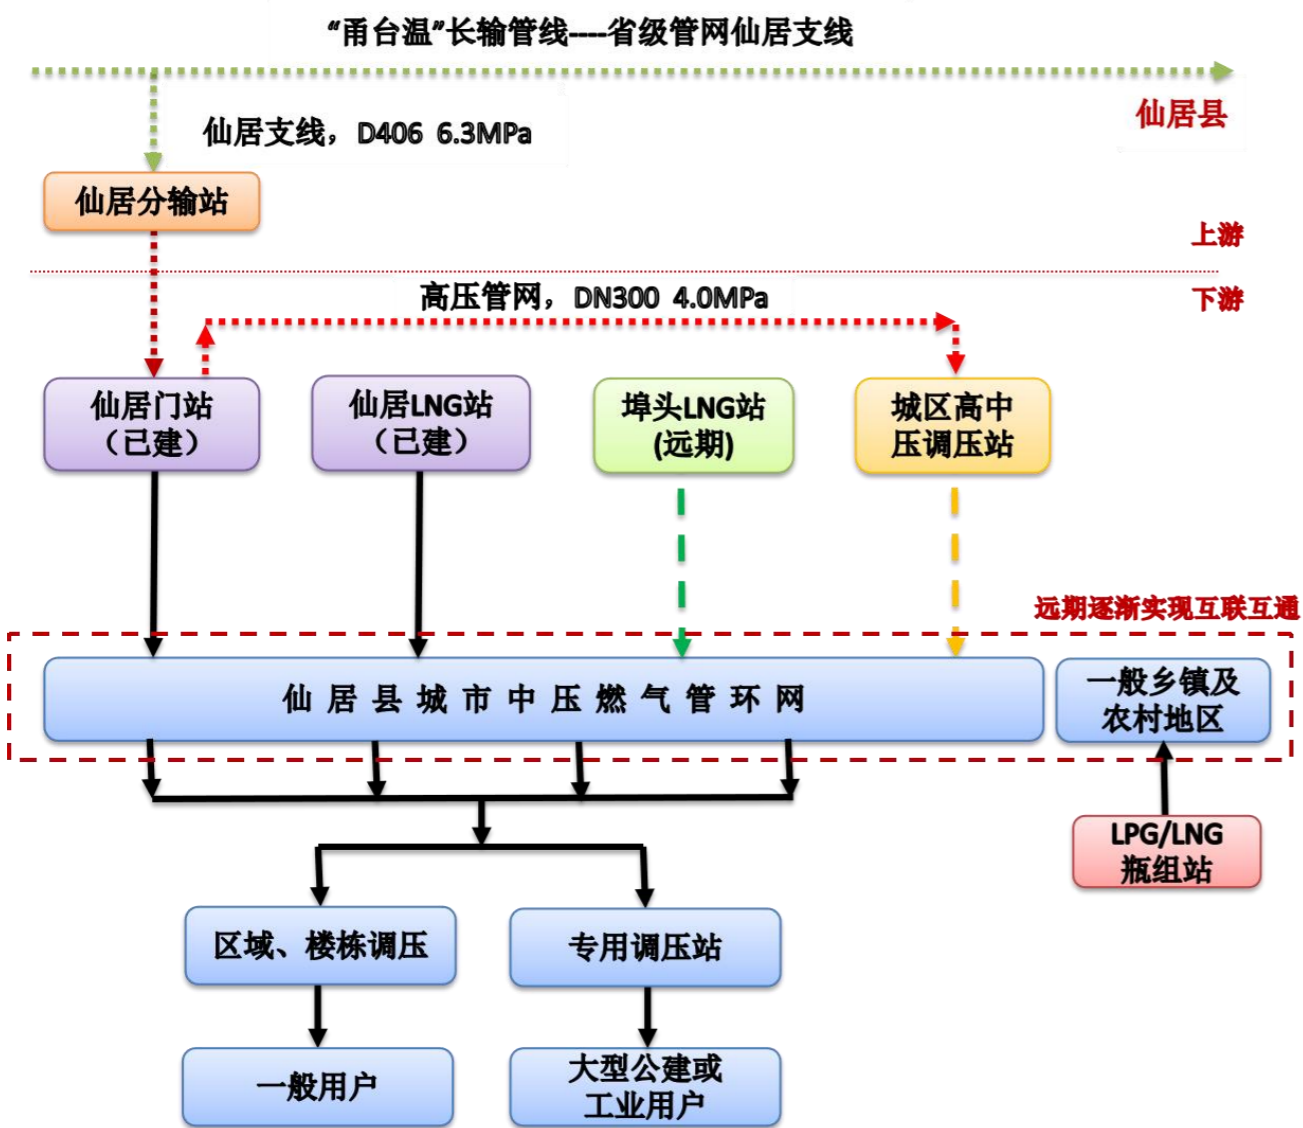 “甬台温”长输管线----省级管网仙居支线
仙居县
仙居支线，D406 6.3MPa
仙居分输站
上游
高压管网，DN300 4.0MPa
下游
仙居门站
（已建）
仙居LNG站
（已建）
埠头LNG站
(远期)
城区高中
压调压站
远期逐渐实现互联互通
仙居县城市中压燃气管环网
一般乡镇及
农村地区
LPG/LNG
瓶组站
区域、楼栋调压
专用调压站
一般用户
大型公建或
工业用户